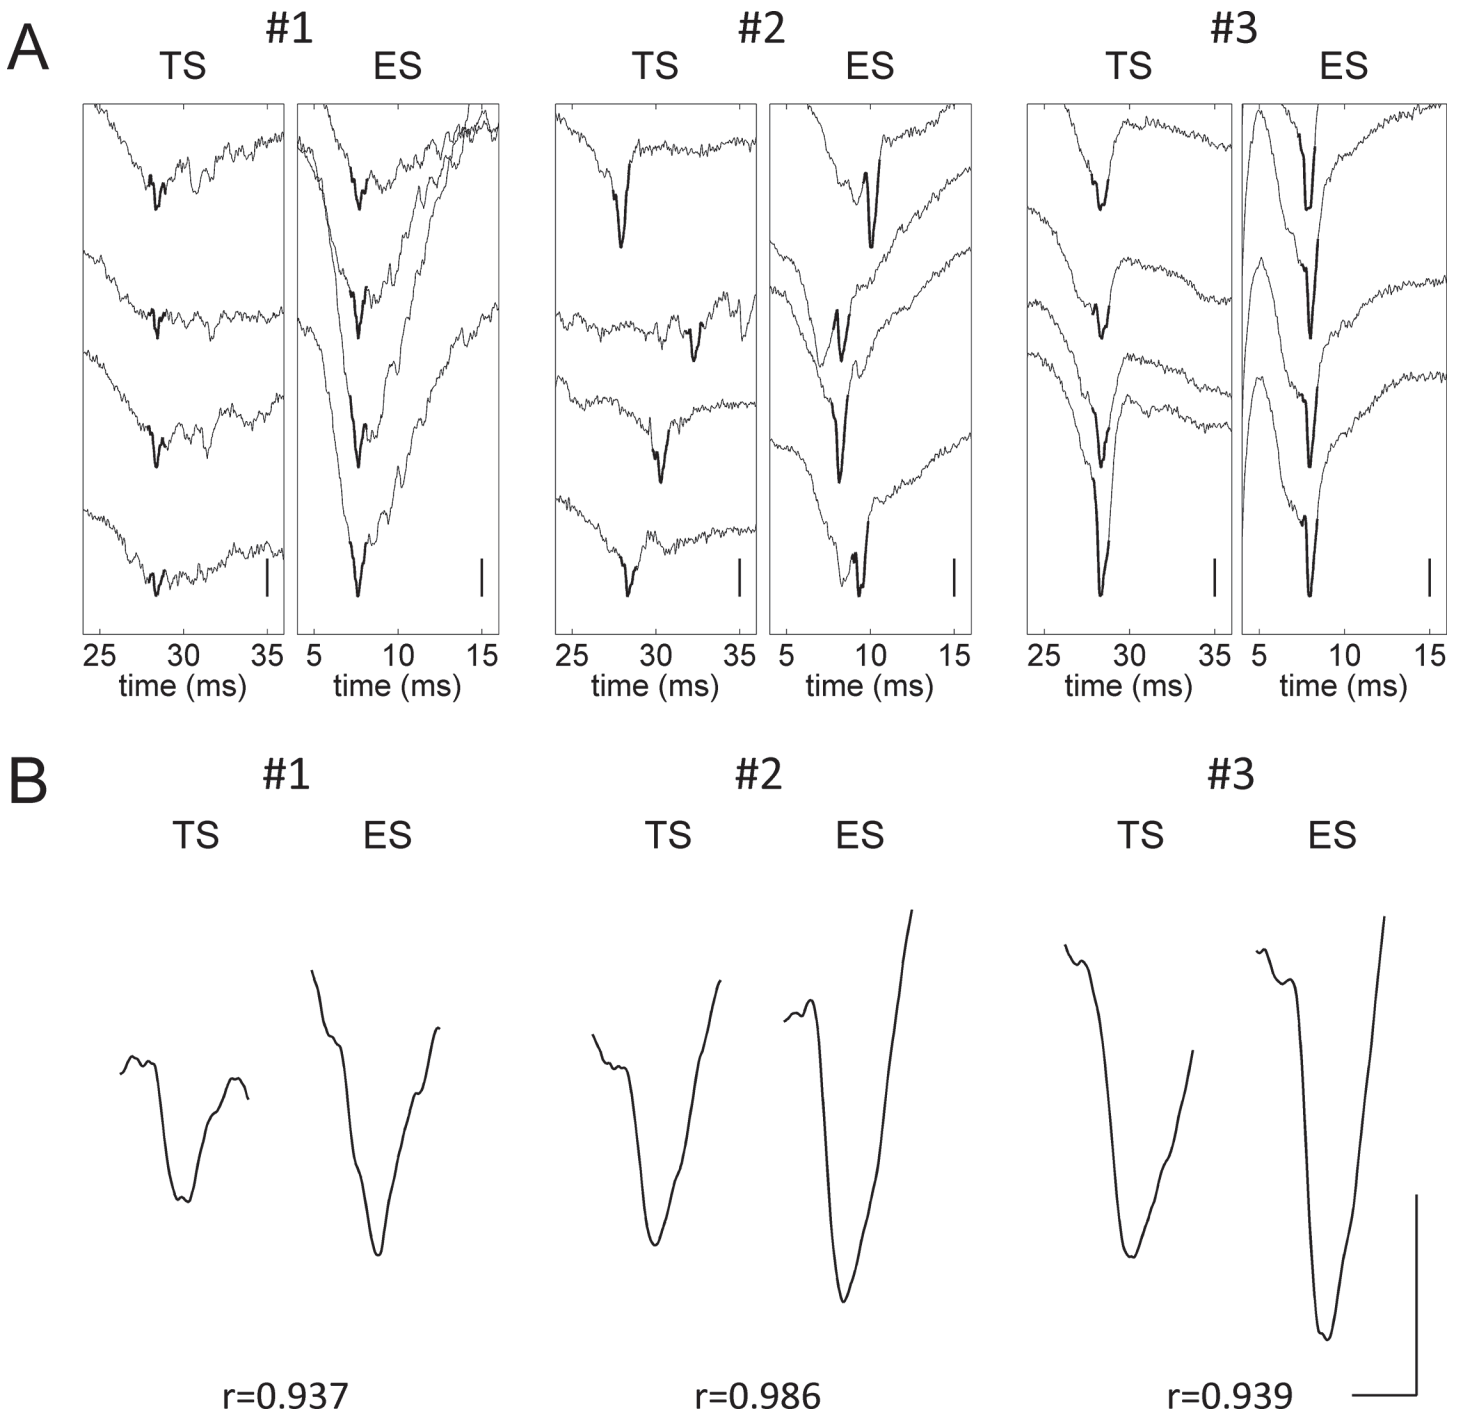 A
#1 #2 #3
TS ES TS ES TS ES
25 30 35 5 10 15 25 30 35 5 10 15 25 30 35 5 10 15
time (ms) time (ms) time (ms) time (ms) time (ms) time (ms)
B
#1 #2 #3
TS ES TS ES TS ES
r=0.937 r=0.986 r=0.939